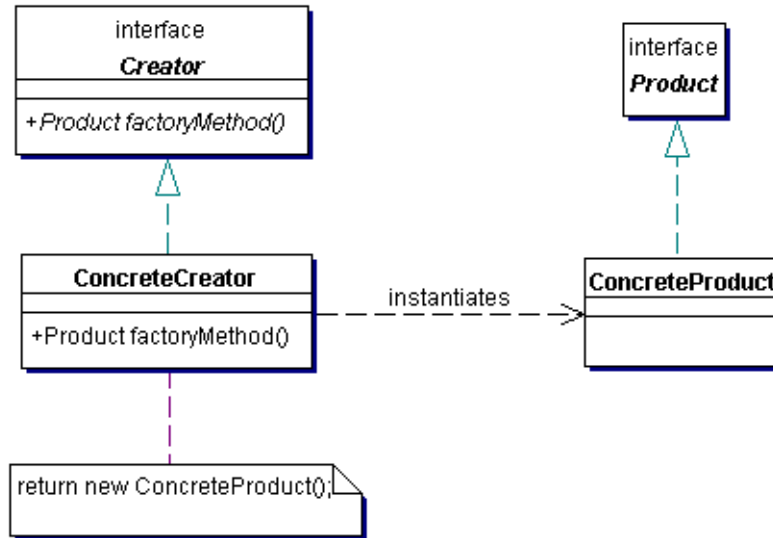 interface
Creator
+Product factoryMethod()
interface
Product
ConcreteCreator
+Product factoryMethod()
instantiates
ConcreteProduct
return new ConcreteProduct();